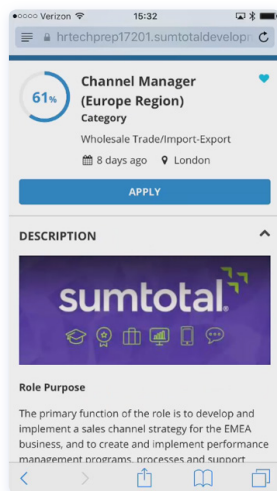 Verizon 15:32
hrtechprep17201.sumtotaldevelopr
61%
Channel Manager
(Europe Region)
Category
Wholesale Trade/Import-Export
8 days ago London
APPLY
DESCRIPTION
sumtotal.
Role Purpose
The primary function of the role is to develop and
implement a sales channel strategy for the EMEA
business, and to create and implement performance
management programs, processes and support